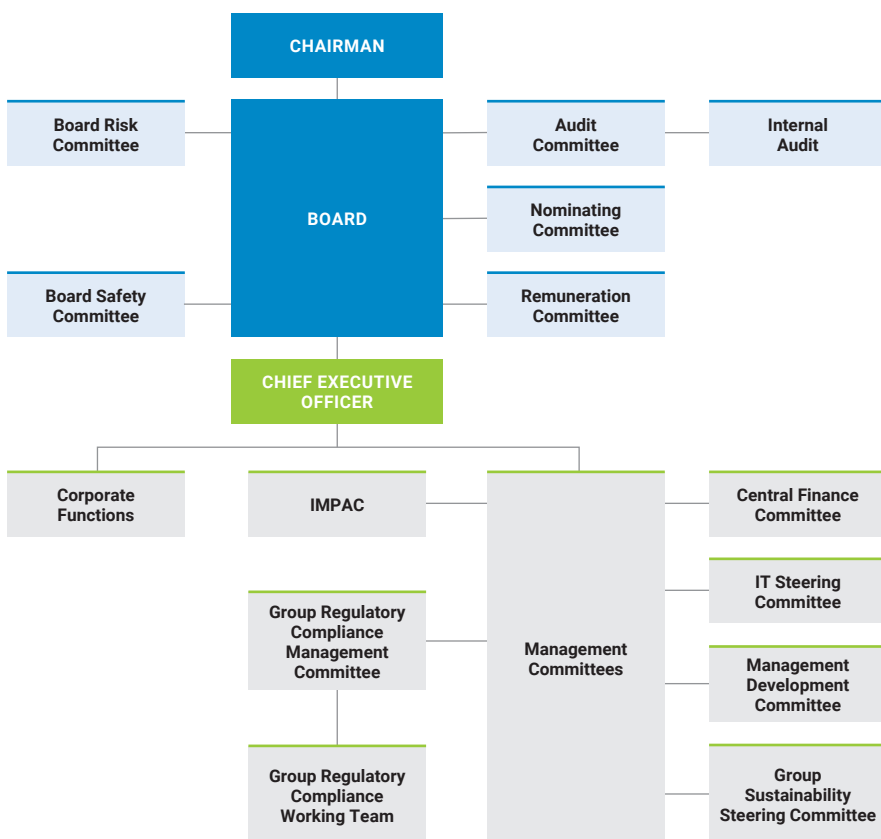 CHAIRMAN
Board Risk
Committee
BOARD
Audit
Committee
Internal
Audit
Nominating
Committee
Board Safety
Committee
Remuneration
Committee
CHIEF EXECUTIVE
OFFICER
Corporate
Functions
IMPAC
Management
Committees
Central Finance
Committee
IT Steering
Committee
Group Regulatory
Compliance
Management
Committee
Management
Development
Committee
Group Regulatory
Compliance
Working Team
Group
Sustainability
Steering Committee